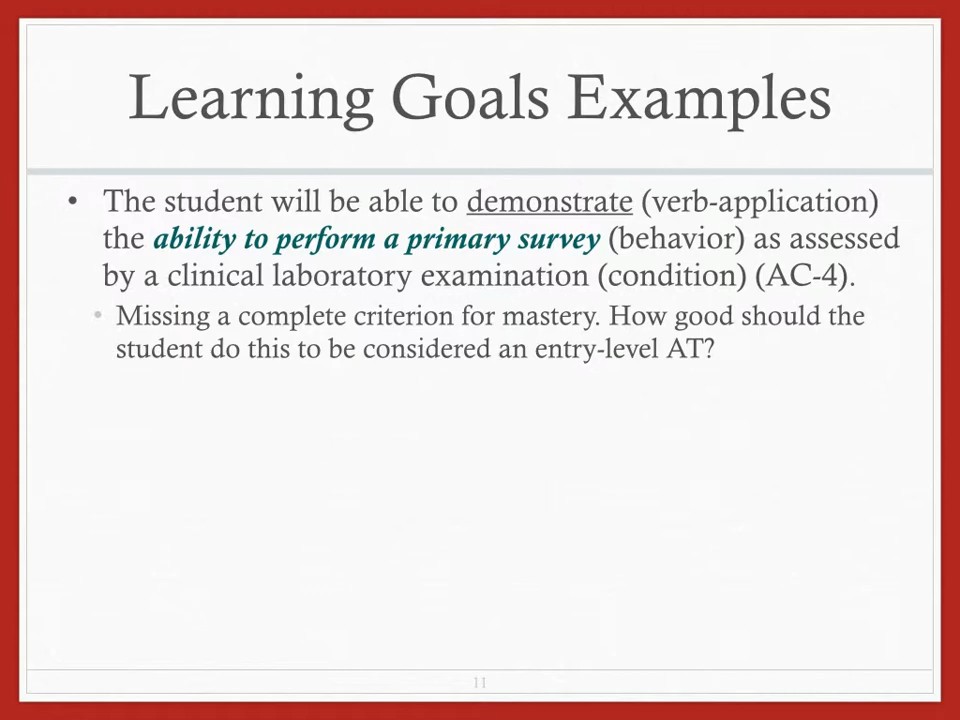 Learning Goals Examples
• The student will be able to demonstrate (verb-application)
the ability to perform a primary survey (behavior) as assessed
by a clinical laboratory examination (condition) (AC-4).
• Missing a complete criterion for mastery. How good should the
student do this to be considered an entry-level AT?
11